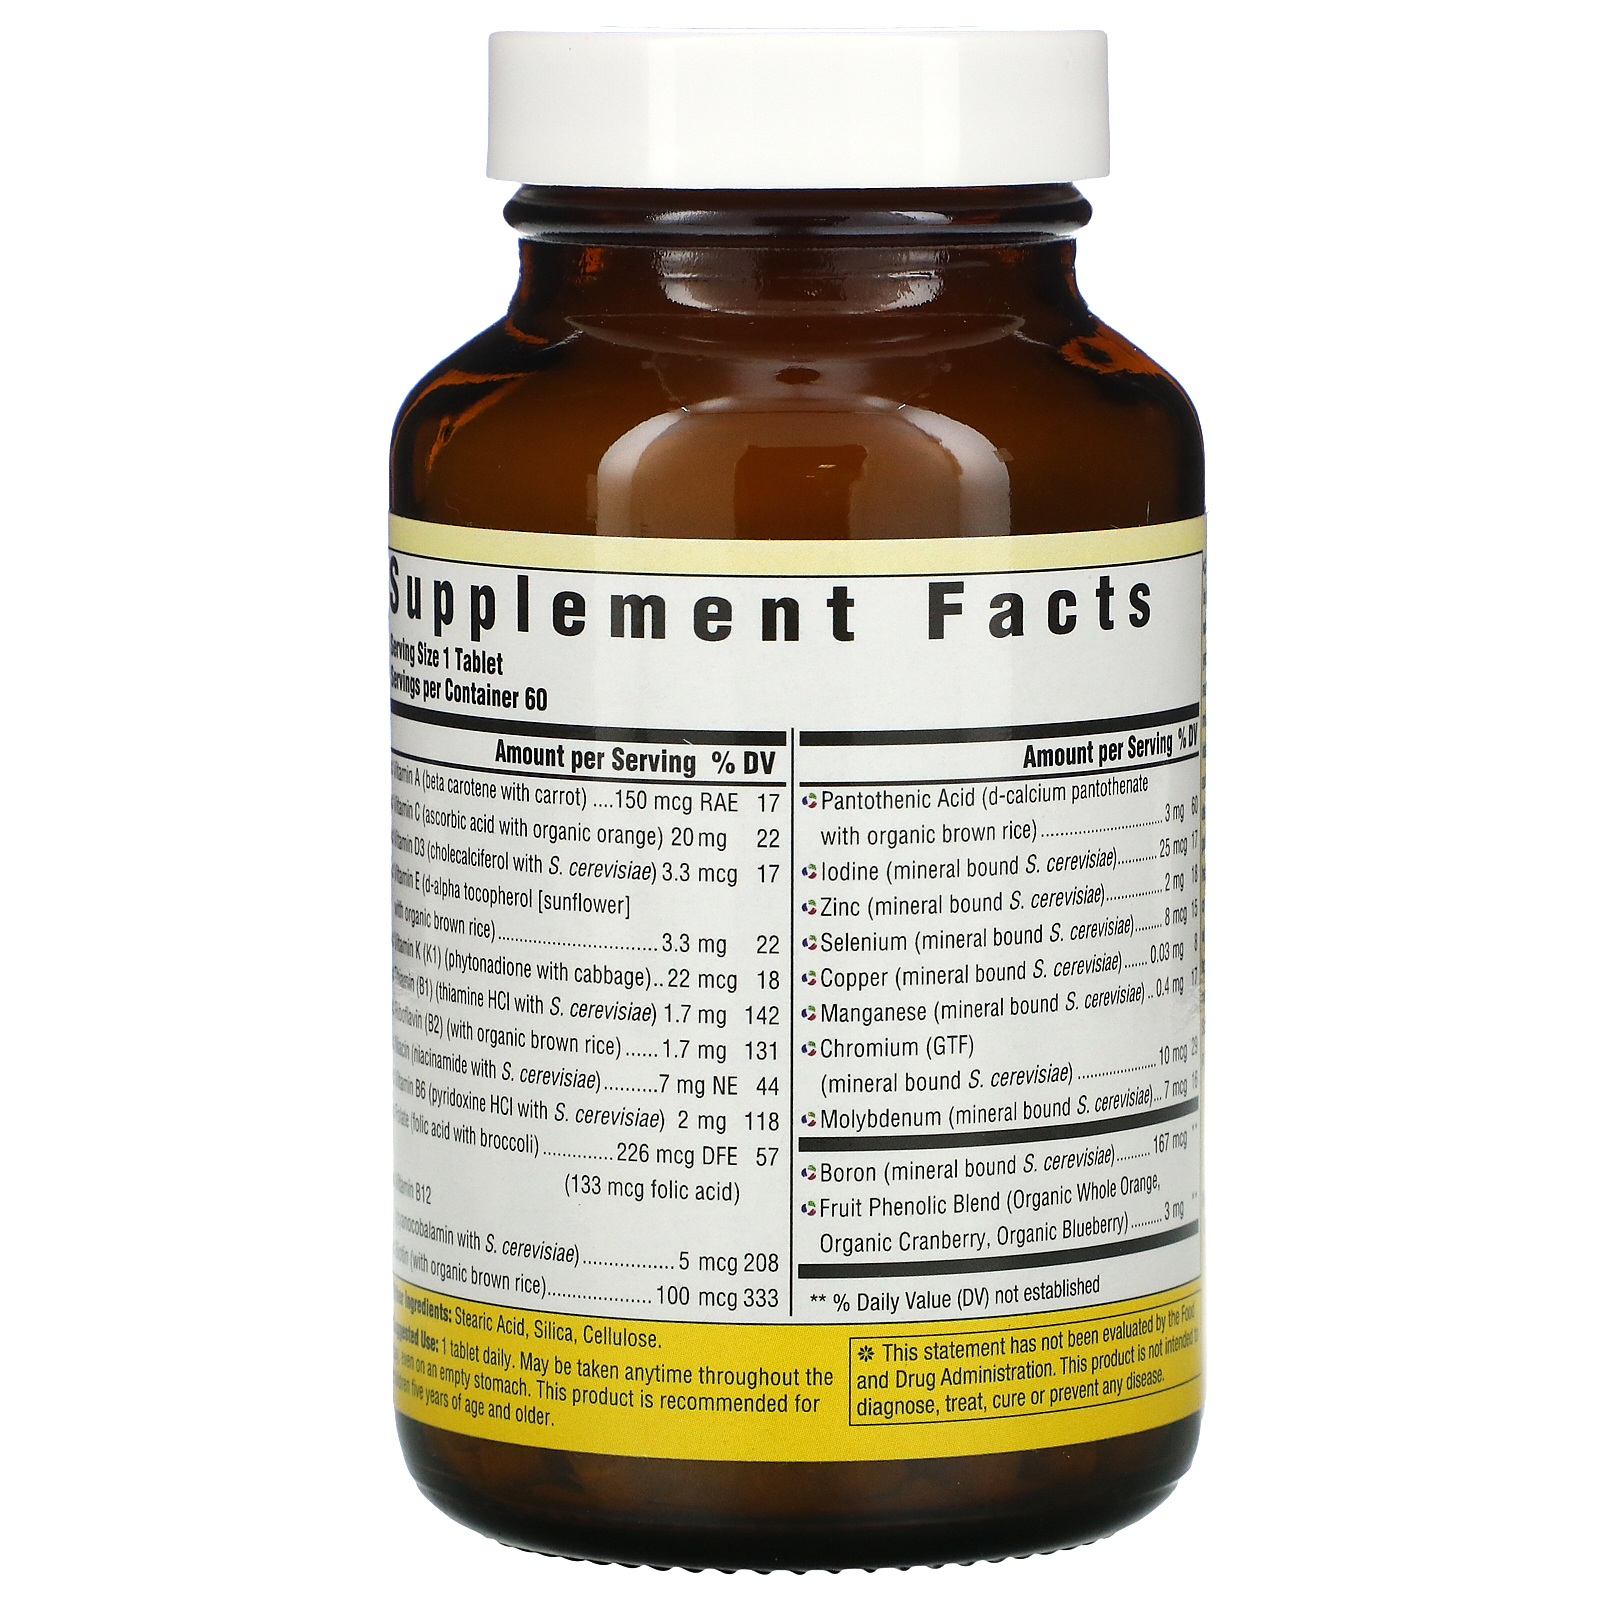 Supplement Facts
Serving Size 1 Tablet
Servings per Container 60
Amount per Serving % DV
Vitamin A (beta carotene with carrot) ....150 mcg RAE 17
Vitamin C (ascorbic acid with organic orange) 20 mg 22
Vitamin D3 (cholecalciferol with S. cerevisiae) 3.3 mcg 17
Vitamin E (d-alpha tocopherol [sunflower]
with organic brown rice)............................. 3.3 mg 22
Vitamin K (K1) (phytonadione with cabbage).. 22 mcg 18
Thiamin (B1) (thiamine HCl with S. cerevisiae) 1.7 mg 142
Riboflavin (B2) (with organic brown rice) ...... 1.7 mg 131
Niacin (niacinamide with S. cerevisiae)..........7 mg NE 44
Vitamin B6 (pyridoxine HCl with S. cerevisiae) 2 mg 118
Folate (folic acid with broccoli) .............226 mcg DFE 57
(133 mcg folic acid)
Vitamin B12
cyanocobalamin with S. cerevisiae)................. 5 mcg 208
Biotin (with organic brown rice)................... 100 mcg 333
Amount per Serving % DV
Pantothenic Acid (d-calcium pantothenate
with organic brown rice).............................. 3 mg 60
Iodine (mineral bound S. cerevisiae)........... 25 mcg 17
Zinc (mineral bound S. cerevisiae)............... 2 mg 18
Selenium (mineral bound S. cerevisiae)......... 8 mcg 15
Copper (mineral bound S. cerevisiae)....... 0.03 mg 8
Manganese (mineral bound S. cerevisiae) .. 0.4 mg 17
Chromium (GTF)
(mineral bound S. cerevisiae) .................... 10 mcg 29
Molybdenum (mineral bound S. cerevisiae)... 7 mcg 16
Boron (mineral bound S. cerevisiae).......... 167 mcg **
Fruit Phenolic Blend (Organic Whole Orange,
Organic Cranberry, Organic Blueberry).......... 3 mg **
** % Daily Value (DV) not established
Other Ingredients: Stearic Acid, Silica, Cellulose.
Suggested Use: 1 tablet daily. May be taken anytime throughout the
day, even on an empty stomach. This product is recommended for
children five years of age and older.
❊ This statement has not been evaluated by the Food
and Drug Administration. This product is not intended to
diagnose, treat, cure or prevent any disease.